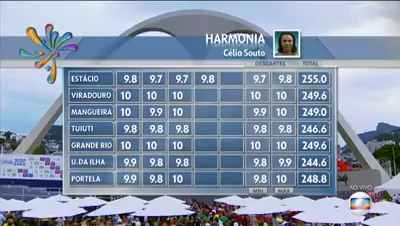 HARMONIA
Célia Souto
DESCARTES
TOTAL
ESTÁCIO 9.8 9.7 9.7 9.8 9.7 9.8 255.0
VIRADOURO 10 10 10 10 10 249.6
MANGUEIRA 10 9.9 10 9.9 10 249.0
TUIUTI 9.8 9.8 9.8 9.8 9.8 246.6
GRANDE RIO 10 10 10 10 10 249.6
U.DA ILHA 9.9 9.8 9.8 9.8 9.9 244.6
PORTELA 9.9 9.8 10 9.8 10 248.8
MIN MÁX
AO VIVO